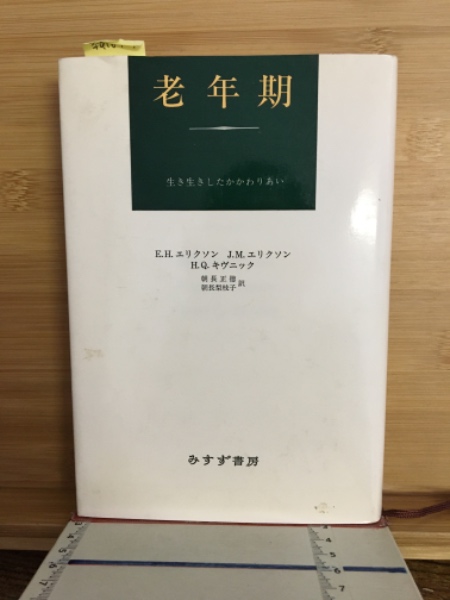 老年期
生き生きしたかかわりあい
E.H.エリクソン J.M.エリクソン
H.Q.キヴニック
朝長正徳
朝長梨枝子 訳
みすず書房